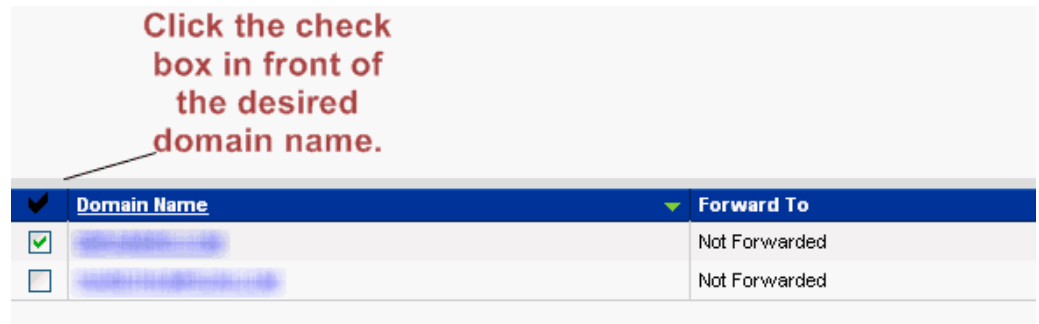 Click the check
box in front of
the desired
domain name.
Domain Name Forward To
Not Forwarded
Not Forwarded